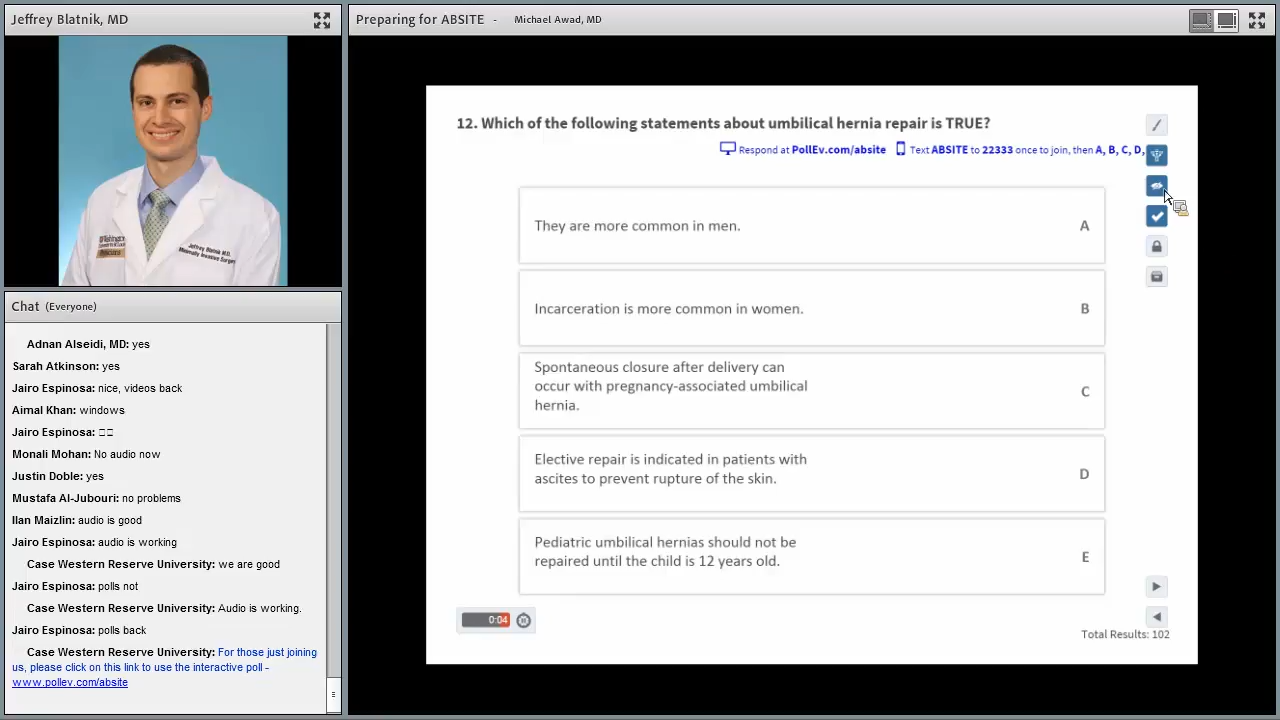 Jeffrey Blatnik, MD
Preparing for ABSITE - Michael Awad, MD
Jeffrey Blatnik M.D.
Chat (Everyone)
Adnan Alseidi, MD: yes
Sarah Atkinson: yes
Jairo Espinosa: nice, videos back
Aimal Khan: windows
Jairo Espinosa:
Monali Mohan: No audio now
Justin Doble: yes
Mustafa Al-Jubouri: no problems
Ilan Maizlin: audio is good
Jairo Espinosa: audio is working
Case Western Reserve University: we are good
Jairo Espinosa: polls not
Case Western Reserve University: Audio is working.
Jairo Espinosa: polls back
Case Western Reserve University: For those just joining
us, please click on this link to use the interactive poll -
www.pollev.com/absite
12. Which of the following statements about umbilical hernia repair is TRUE?
Respond at PollEv.com/absite Text ABSITE to 22333 once to join, then A, B, C, D,
They are more common in men. A
Incarceration is more common in women. B
Spontaneous closure after delivery can
occur with pregnancy-associated umbilical
hernia. C
Elective repair is indicated in patients with
ascites to prevent rupture of the skin. D
Pediatric umbilical hernias should not be
repaired until the child is 12 years old. E
0:04
Total Results: 102